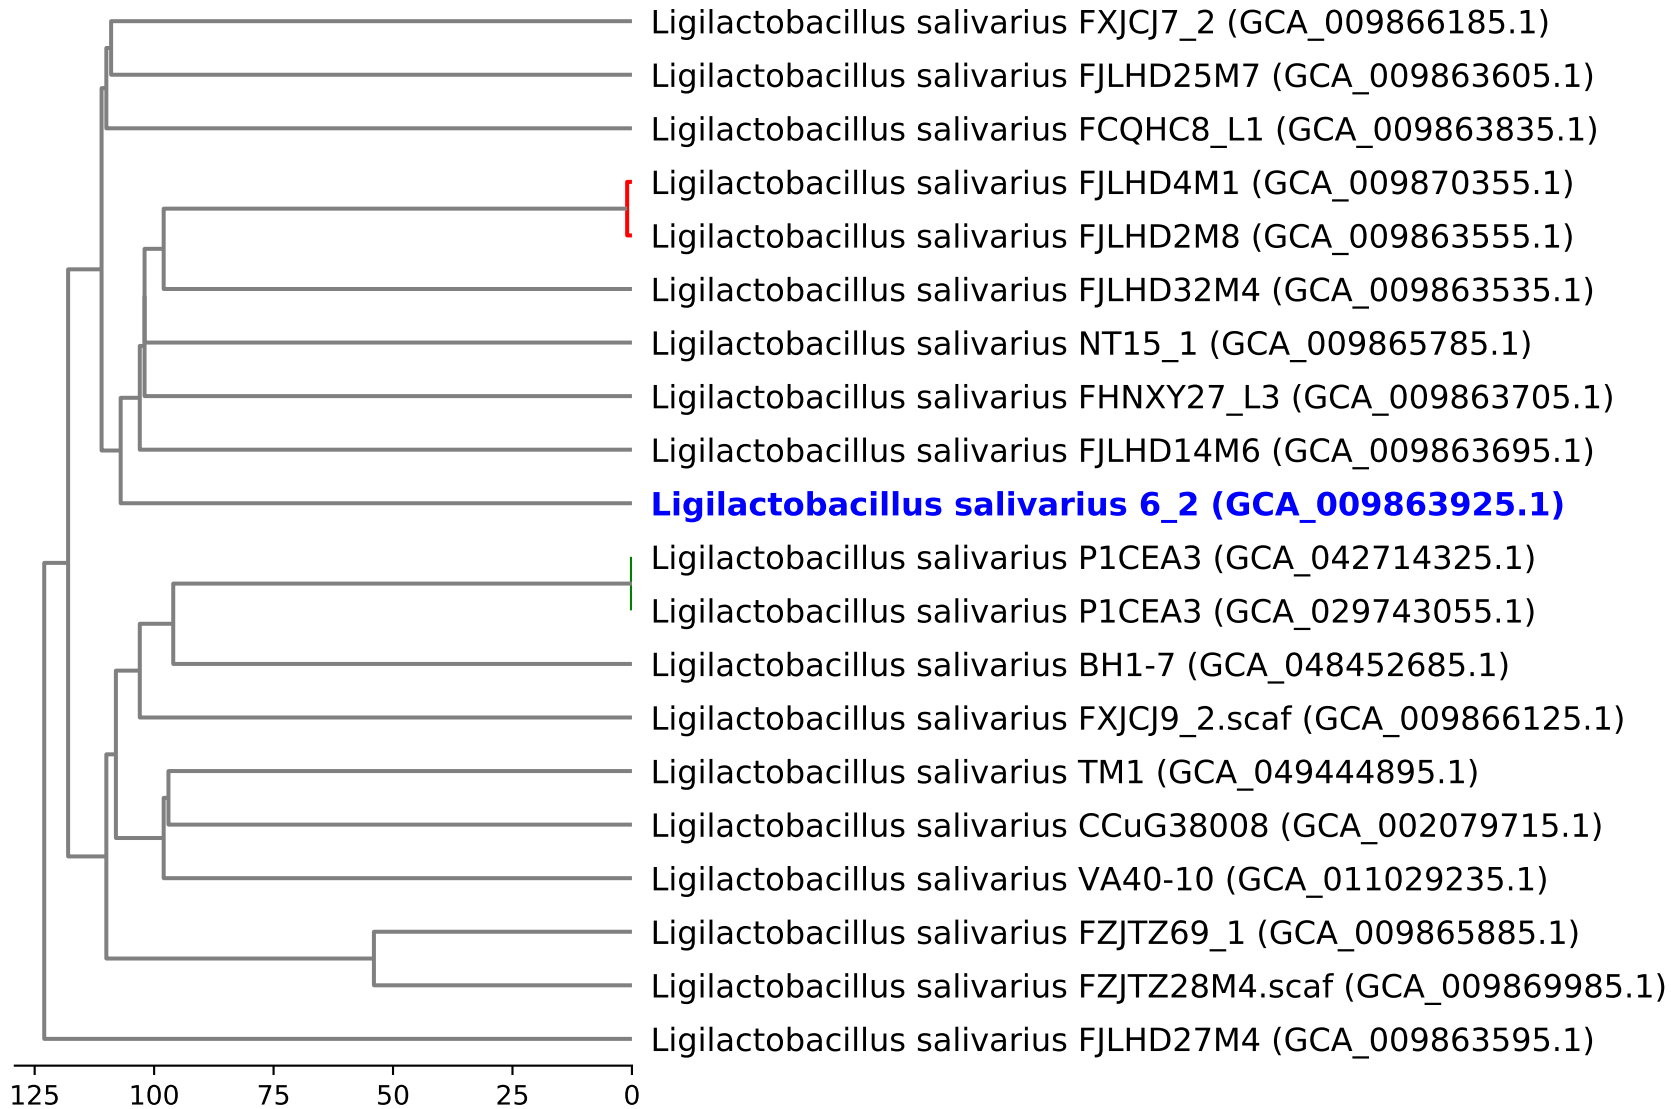 Ligilactobacillus salivarius FXJCJ7_2 (GCA_009866185.1)
Ligilactobacillus salivarius FJLHD25M7 (GCA_009863605.1)
Ligilactobacillus salivarius FCQHC8_L1 (GCA_009863835.1)
Ligilactobacillus salivarius FJLHD4M1 (GCA_009870355.1)
Ligilactobacillus salivarius FJLHD2M8 (GCA_009863555.1)
Ligilactobacillus salivarius FJLHD32M4 (GCA_009863535.1)
Ligilactobacillus salivarius NT15_1 (GCA_009865785.1)
Ligilactobacillus salivarius FHNXY27_L3 (GCA_009863705.1)
Ligilactobacillus salivarius FJLHD14M6 (GCA_009863695.1)
Ligilactobacillus salivarius 6_2 (GCA_009863925.1)
Ligilactobacillus salivarius P1CEA3 (GCA_042714325.1)
Ligilactobacillus salivarius P1CEA3 (GCA_029743055.1)
Ligilactobacillus salivarius BH1-7 (GCA_048452685.1)
Ligilactobacillus salivarius FXJCJ9_2.scaf (GCA_009866125.1)
Ligilactobacillus salivarius TM1 (GCA_049444895.1)
Ligilactobacillus salivarius CCuG38008 (GCA_002079715.1)
Ligilactobacillus salivarius VA40-10 (GCA_011029235.1)
Ligilactobacillus salivarius FZJTZ69_1 (GCA_009865885.1)
Ligilactobacillus salivarius FZJTZ28M4.scaf (GCA_009869985.1)
Ligilactobacillus salivarius FJLHD27M4 (GCA_009863595.1)
125 100 75 50 25 0